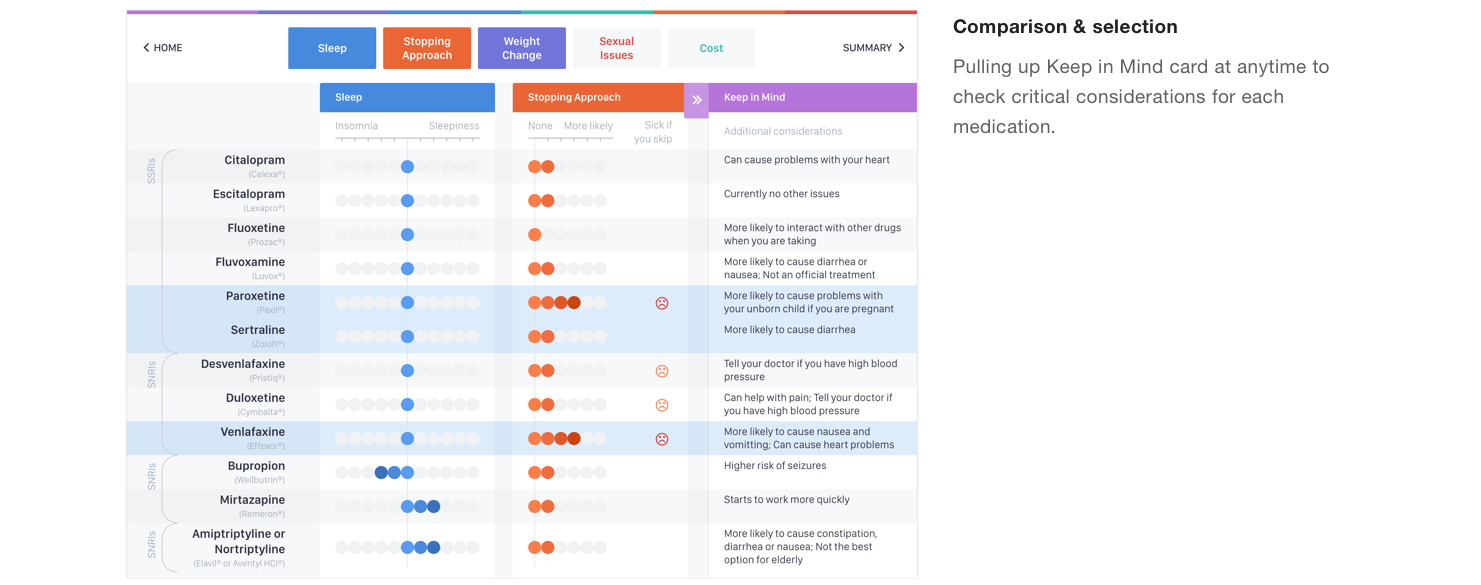 HOME
Sleep
Stopping
Approach
Weight
Change
Sexual
Issues
Cost
SUMMARY
Comparison & selection
Pulling up Keep in Mind card at anytime to
check critical considerations for each
medication.
Sleep
Stopping Approach
Keep in Mind
Insomnia Sleepiness
None More likely
Sick if
you skip
Additional considerations
SSRIs
Citalopram
(Celexa®)
Can cause problems with your heart
Escitalopram
(Lexapro®)
Currently no other issues
Fluoxetine
(Prozac®)
More likely to interact with other drugs
when you are taking
Fluvoxamine
(Luvox®)
More likely to cause diarrhea or
nausea; Not an official treatment
Paroxetine
(Paxil®)
More likely to cause problems with
your unborn child if you are pregnant
Sertraline
(Zoloft®)
More likely to cause diarrhea
SNRIs
Desvenlafaxine
(Pristiq®)
Tell your doctor if you have high blood
pressure
Duloxetine
(Cymbalta®)
Can help with pain; Tell your doctor if
you have high blood pressure
Venlafaxine
(Effexor®)
More likely to cause nausea and
vomitting; Can cause heart problems
SNRIs
Bupropion
(Wellbutrin®)
Higher risk of seizures
Mirtazapine
(Remeron®)
Starts to work more quickly
SNRIs
Amiptriptyline or
Nortriptyline
(Elavil® or Aventyl HCI®)
More likely to cause constipation,
diarrhea or nausea; Not the best
option for elderly